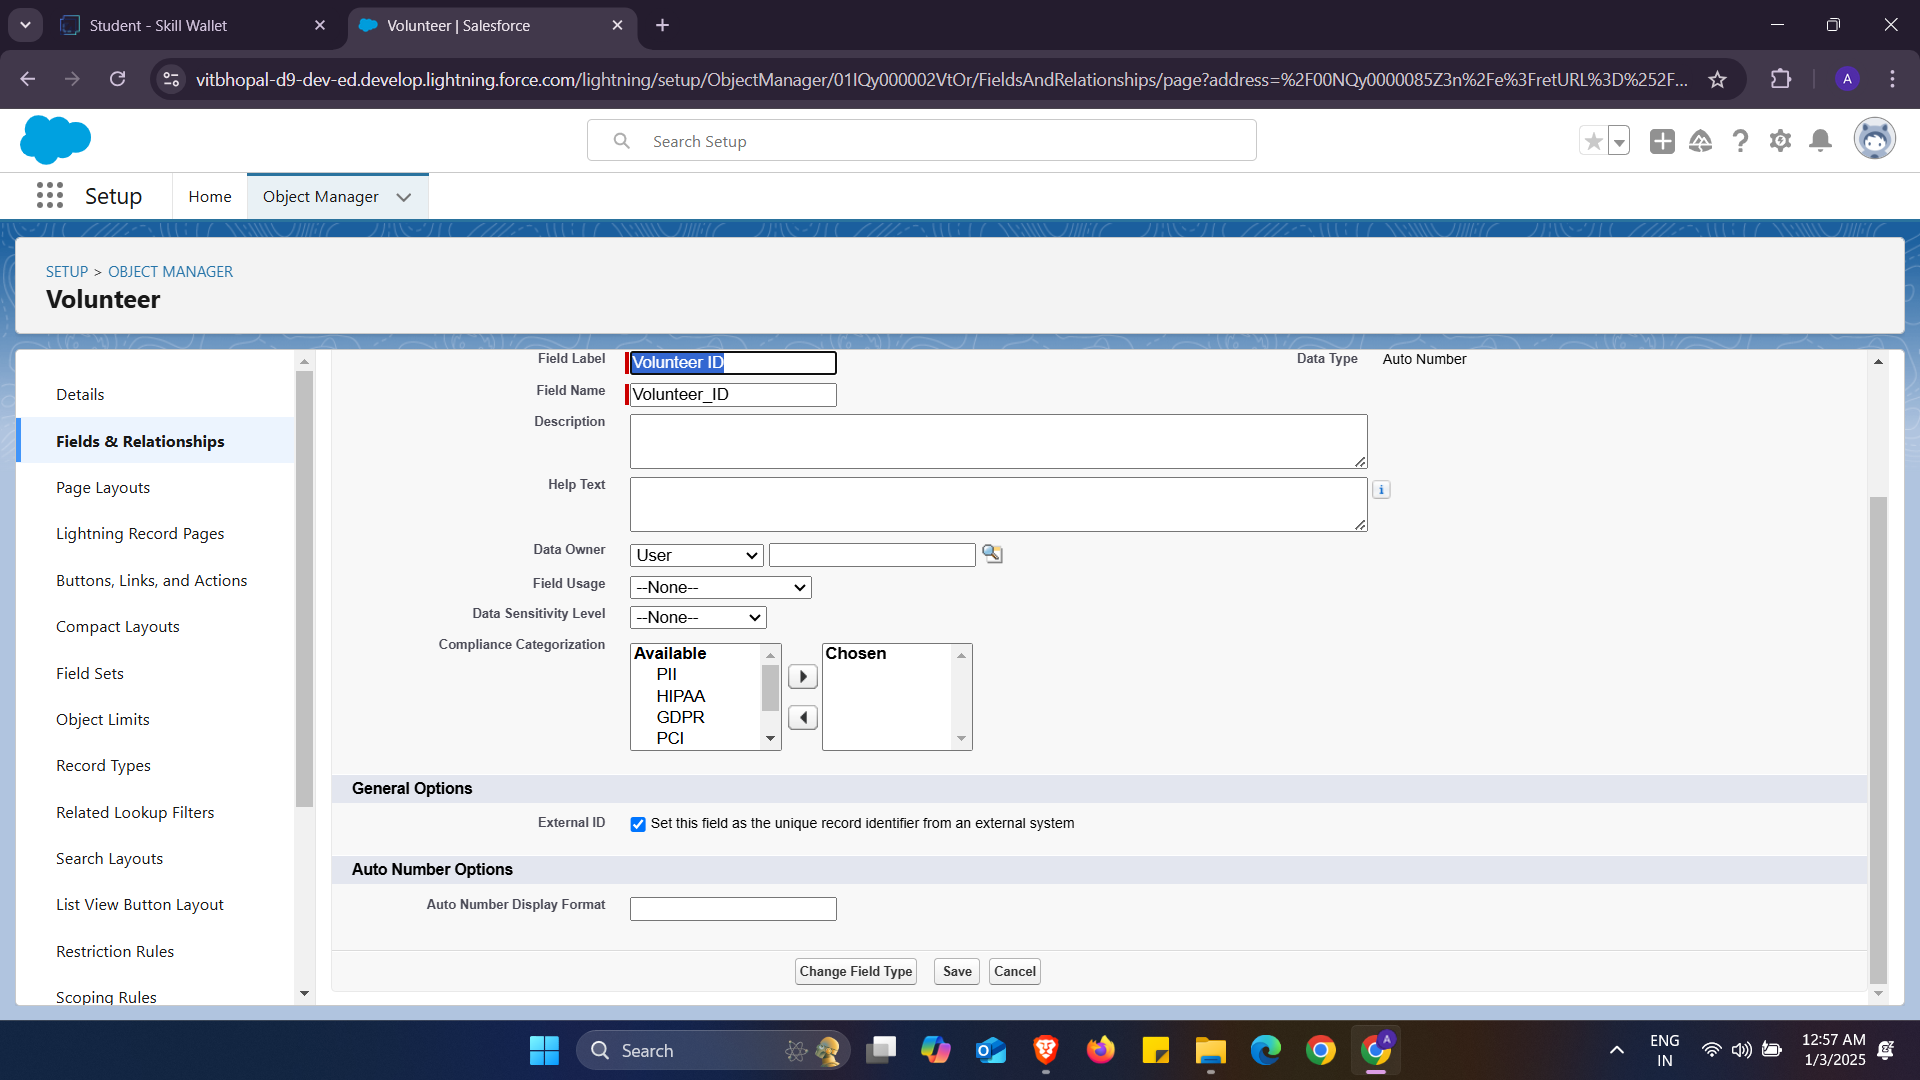 Student - Skill Wallet
Volunteer | Salesforce
vitbhopal-d9-dev-ed.develop.lightning.force.com/lightning/setup/ObjectManager/01IQy000002VtOr/FieldsAndRelationships/page?address=%2F00NQy0000085Z3n%2Fe%3FretURL%3D%252F...
A
Search Setup
Setup
Home
Object Manager
SETUP > OBJECT MANAGER
Volunteer
Details
Fields & Relationships
Page Layouts
Lightning Record Pages
Buttons, Links, and Actions
Compact Layouts
Field Sets
Object Limits
Record Types
Related Lookup Filters
Search Layouts
List View Button Layout
Restriction Rules
Scoping Rules
Field Label Volunteer ID Data Type Auto Number
Field Name Volunteer_ID
Description
Help Text
Data Owner User
Field Usage --None--
Data Sensitivity Level --None--
Compliance Categorization
Available
PII
HIPAA
GDPR
PCI
Chosen
General Options
External ID Set this field as the unique record identifier from an external system
Auto Number Options
Auto Number Display Format
Change Field Type Save Cancel
Search
ENG
IN
12:57 AM
1/3/2025